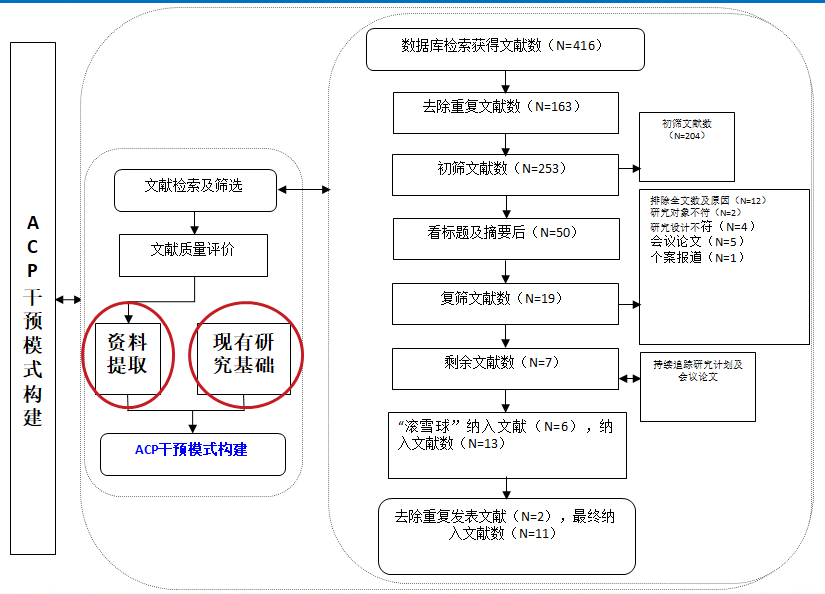 ACP干预模式构建
文献检索及筛选
文献质量评价
资料
提取
现有研
究基础
ACP干预模式构建
数据库检索获得文献数（N=416）
去除重复文献数（N=163）
初筛文献数（N=253）
初筛文献数
（N=204）
看标题及摘要后（N=50）
排除全文数及原因（N=12）
研究对象不符（N=2）
研究设计不符（N=4）
会议论文（N=5）
个案报道（N=1）
复筛文献数（N=19）
剩余文献数（N=7）
持续追踪研究计划及
会议论文
“滚雪球”纳入文献（N=6），纳
入文献数（N=13）
去除重复发表文献（N=2），最终纳
入文献数（N=11）